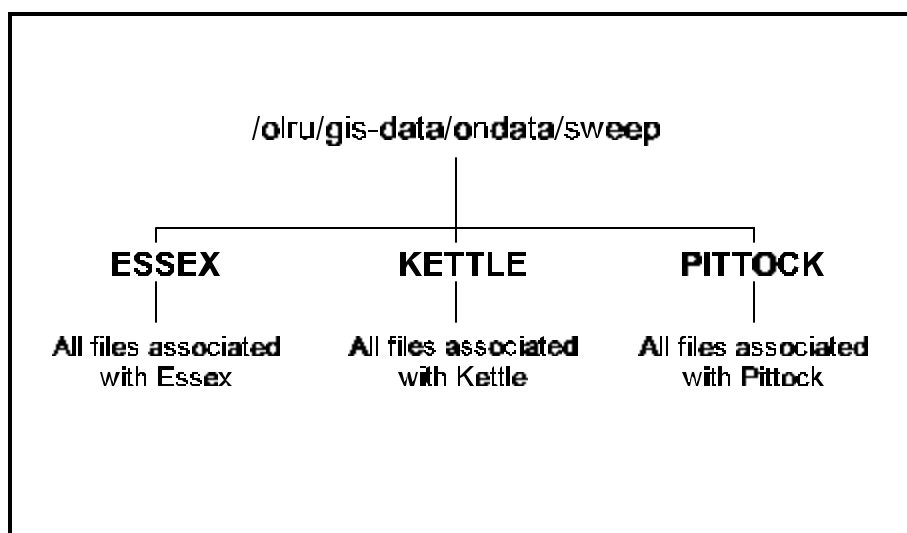 /olru/gis-data/ondata/sweep
ESSEX
KETTLE
PITTOCK
All files associated
with Essex
All files associated
with Kettle
All files associated
with Pittock